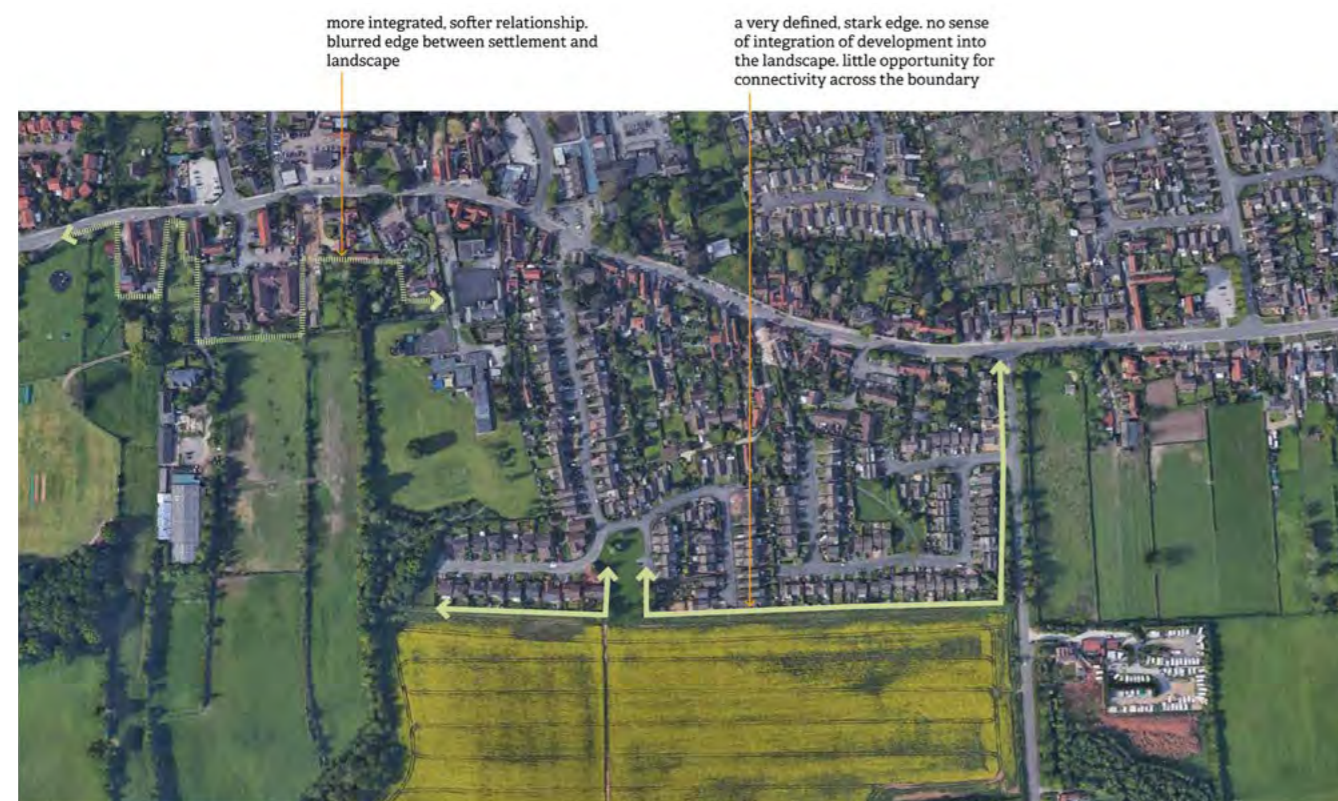 more integrated, softer relationship.
blurred edge between settlement and
landscape
a very defined, stark edge. no sense
of integration of development into
the landscape. little opportunity for
connectivity across the boundary